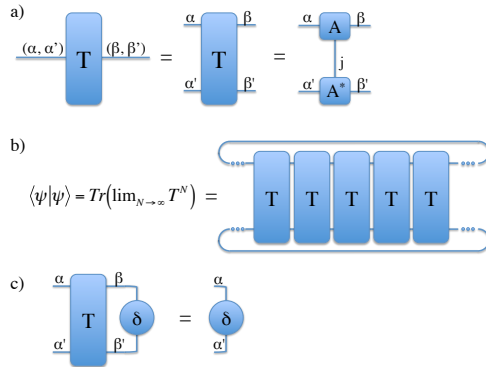 a)
(α, α’) T (β, β’) = α α' T β β' = α A β j α' A* β'
b)
⟨ψ|ψ⟩ = Tr(lim_{N→∞} T^N) = T T T T T
c)
α α' T β β' δ = α δ α'